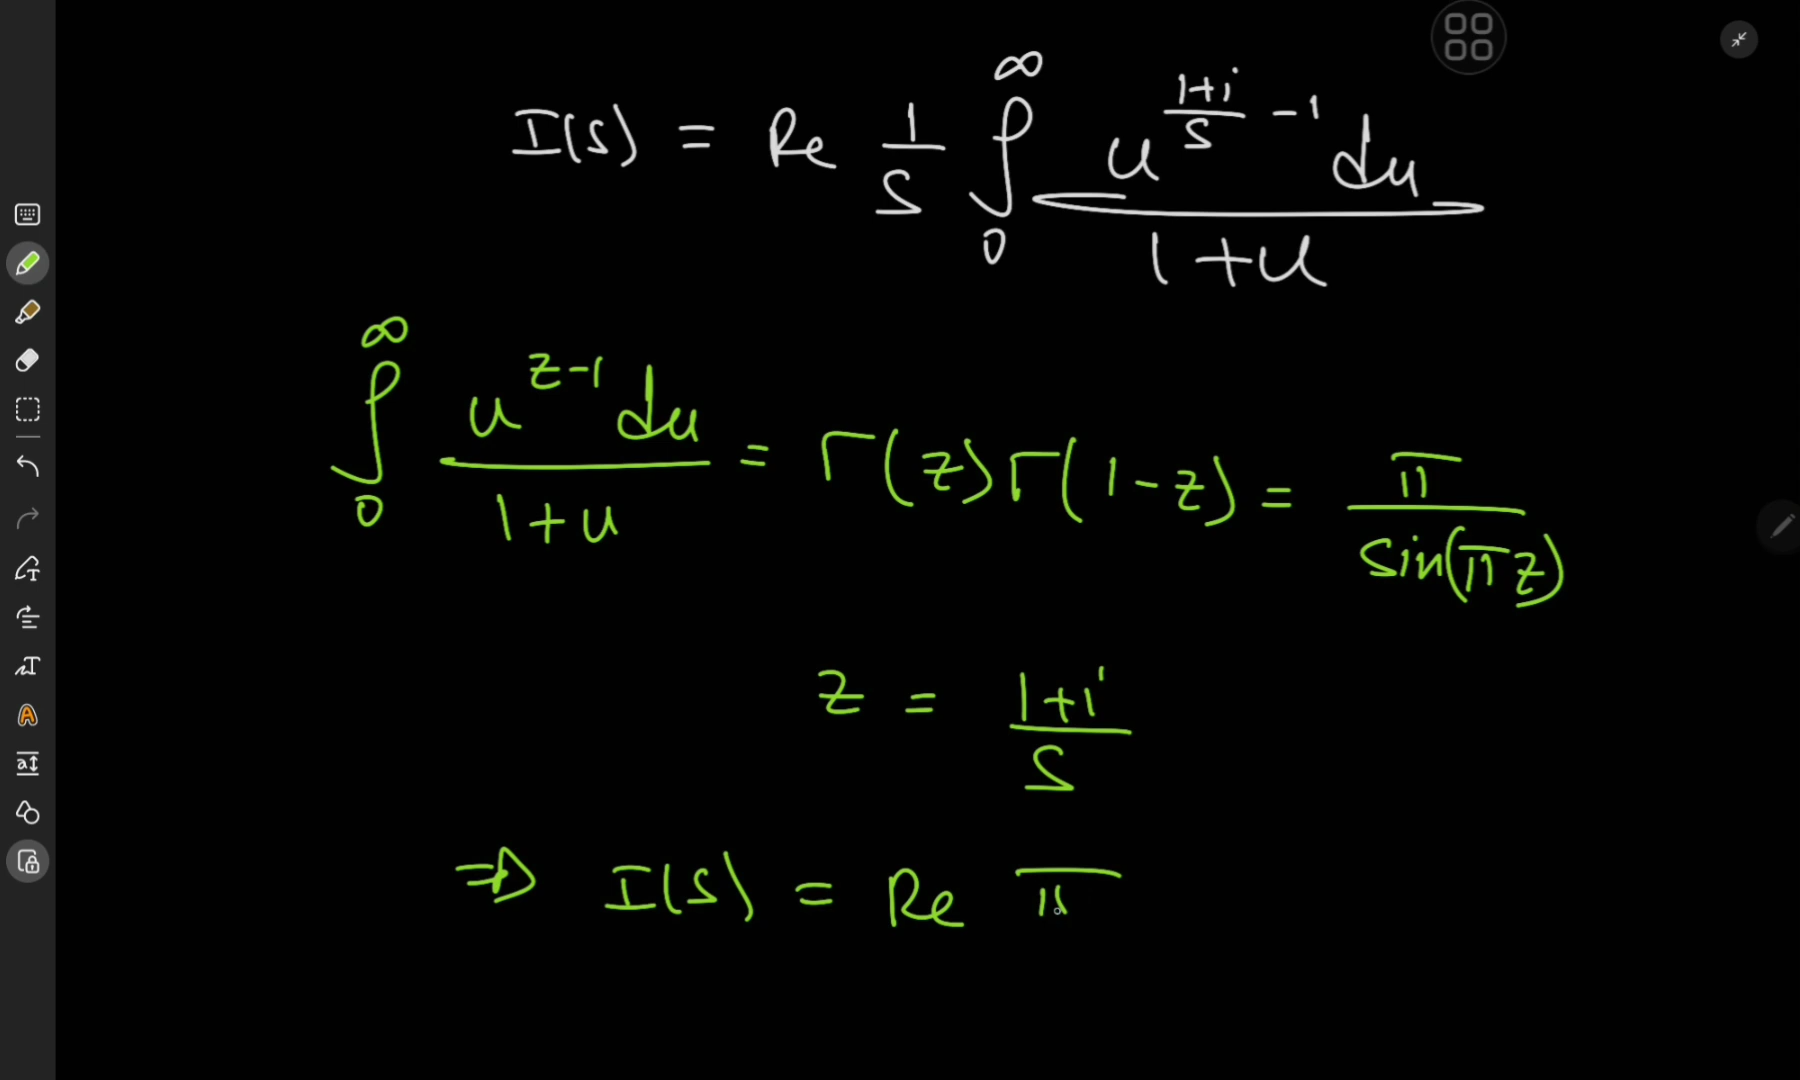 I(s) = Re 1/s ∫₀^∞ u^((1+i)/s − 1) du / (1+u)
∫₀^∞ u^(z−1) du / (1+u) = Γ(z)Γ(1−z) = π / sin(πz)
z = (1+i)/s
⇒ I(s) = Re π